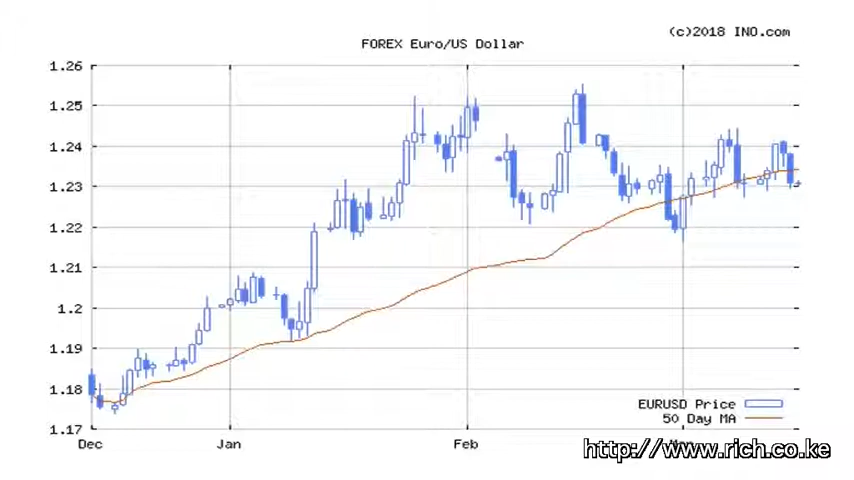 (c)2018 INO.com
FOREX Euro/US Dollar
1.26
1.25
1.24
1.23
1.22
1.21
1.2
1.19
1.18
1.17
EURUSD Price
50 Day MA
Dec Jan Feb
http://www.rich.co.ke